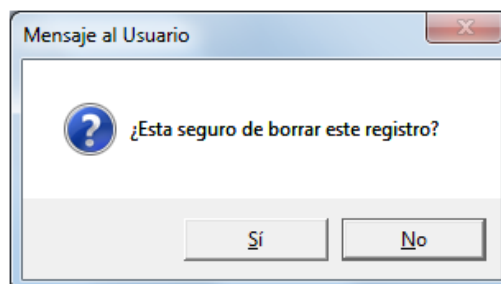 Mensaje al Usuario
¿Esta seguro de borrar este registro?
Sí
No